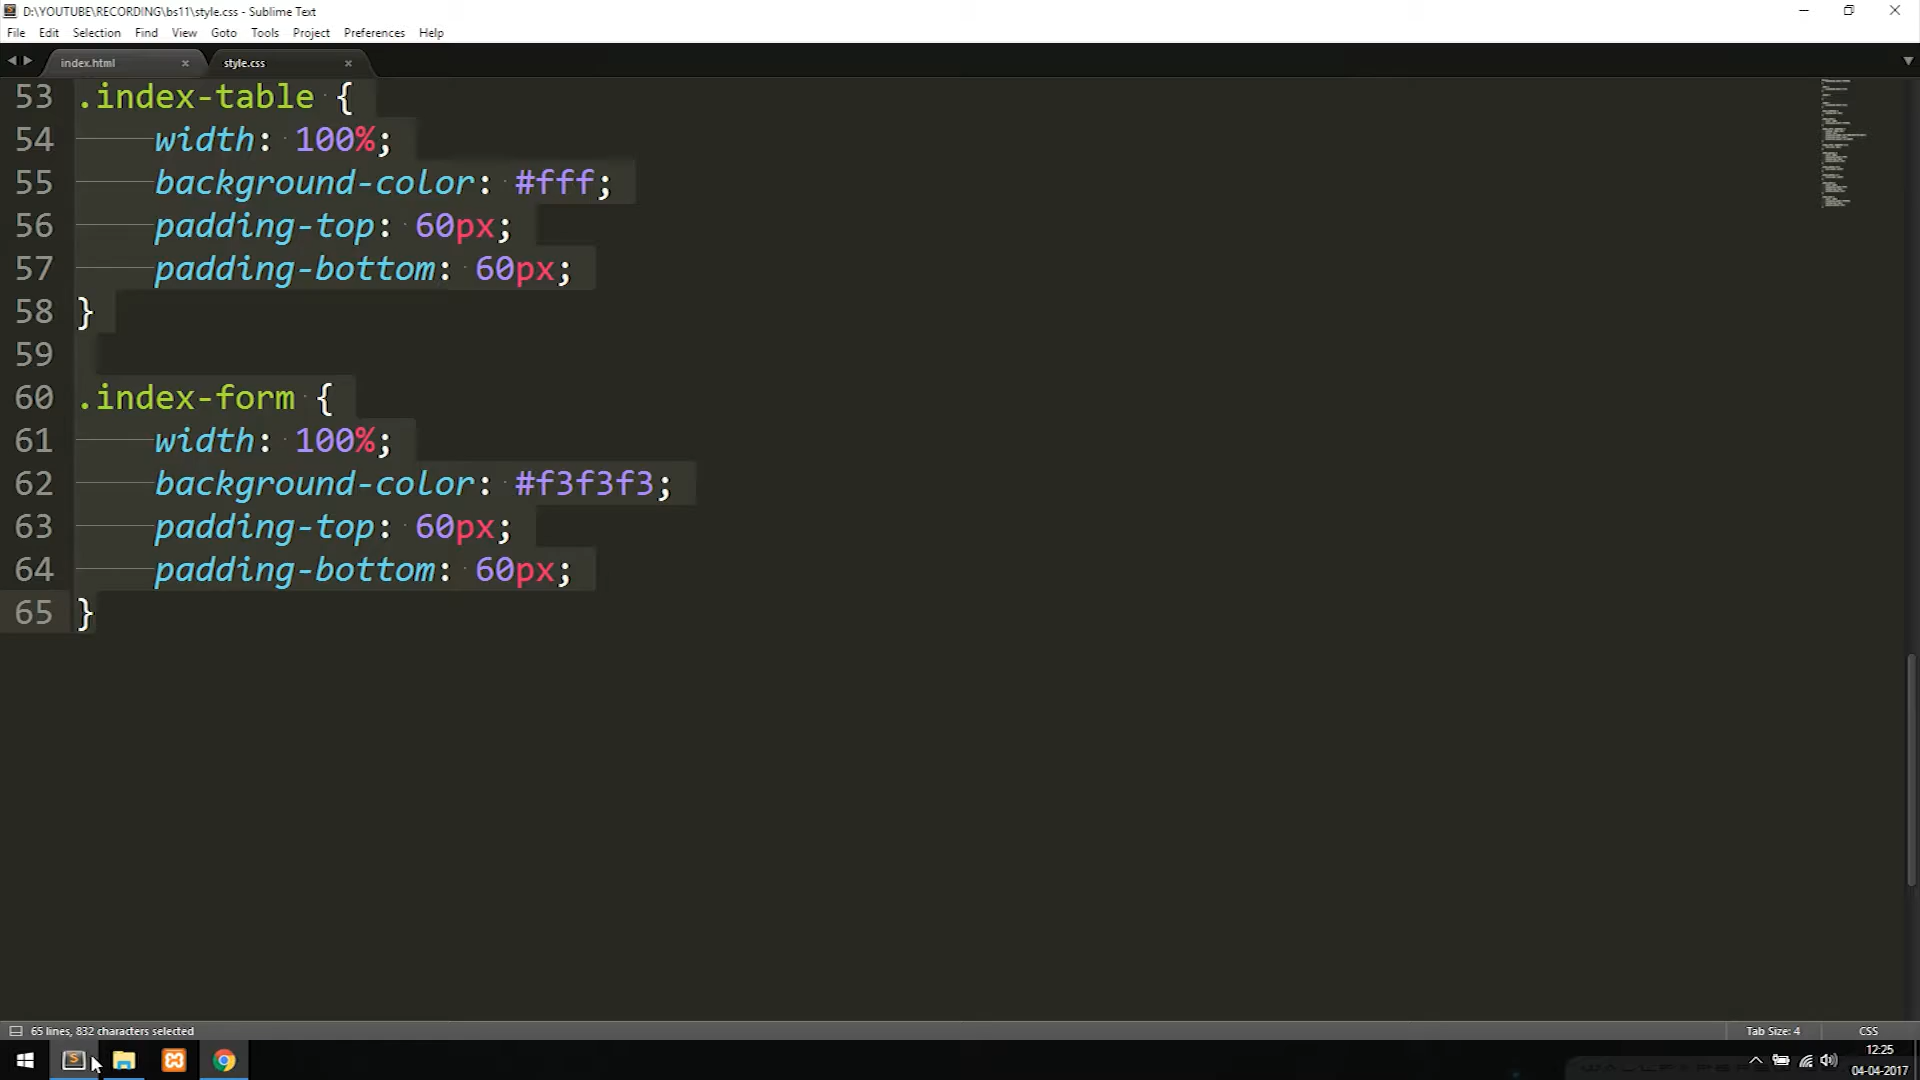 D:\YOUTUBE\RECORDING\bs11\style.css - Sublime Text
File Edit Selection Find View Goto Tools Project Preferences Help
index.html × style.css ×
53 .index-table {
54 width: 100%;
55 background-color: #fff;
56 padding-top: 60px;
57 padding-bottom: 60px;
58 }
59
60 .index-form {
61 width: 100%;
62 background-color: #f3f3f3;
63 padding-top: 60px;
64 padding-bottom: 60px;
65 }
65 lines, 832 characters selected Tab Size: 4 CSS
12:25
04-04-2017